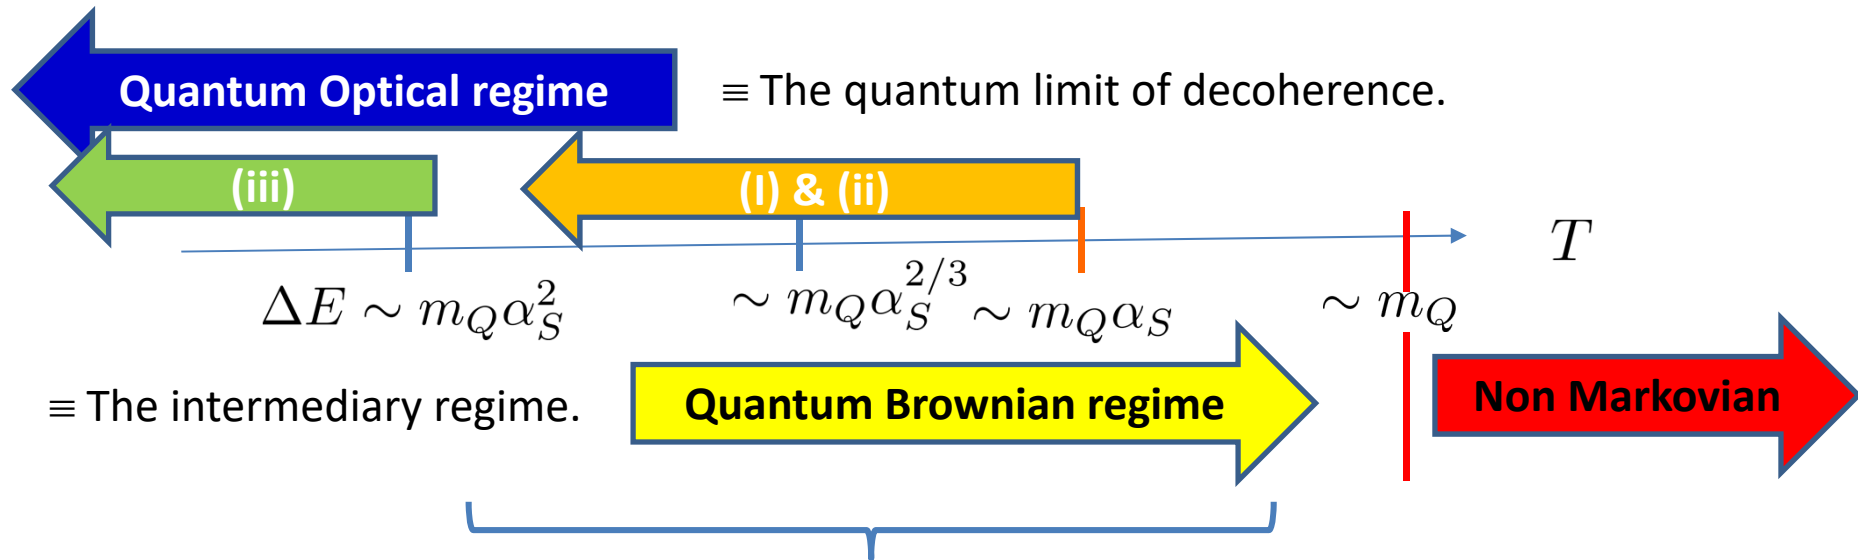 Quantum Optical regime ≡ The quantum limit of decoherence.
(iii) (I) & (ii)
T
ΔE ∼ m_Q α_S^2 ∼ m_Q α_S^{2/3} ∼ m_Q α_S ∼ m_Q
≡ The intermediary regime. Quantum Brownian regime Non Markovian